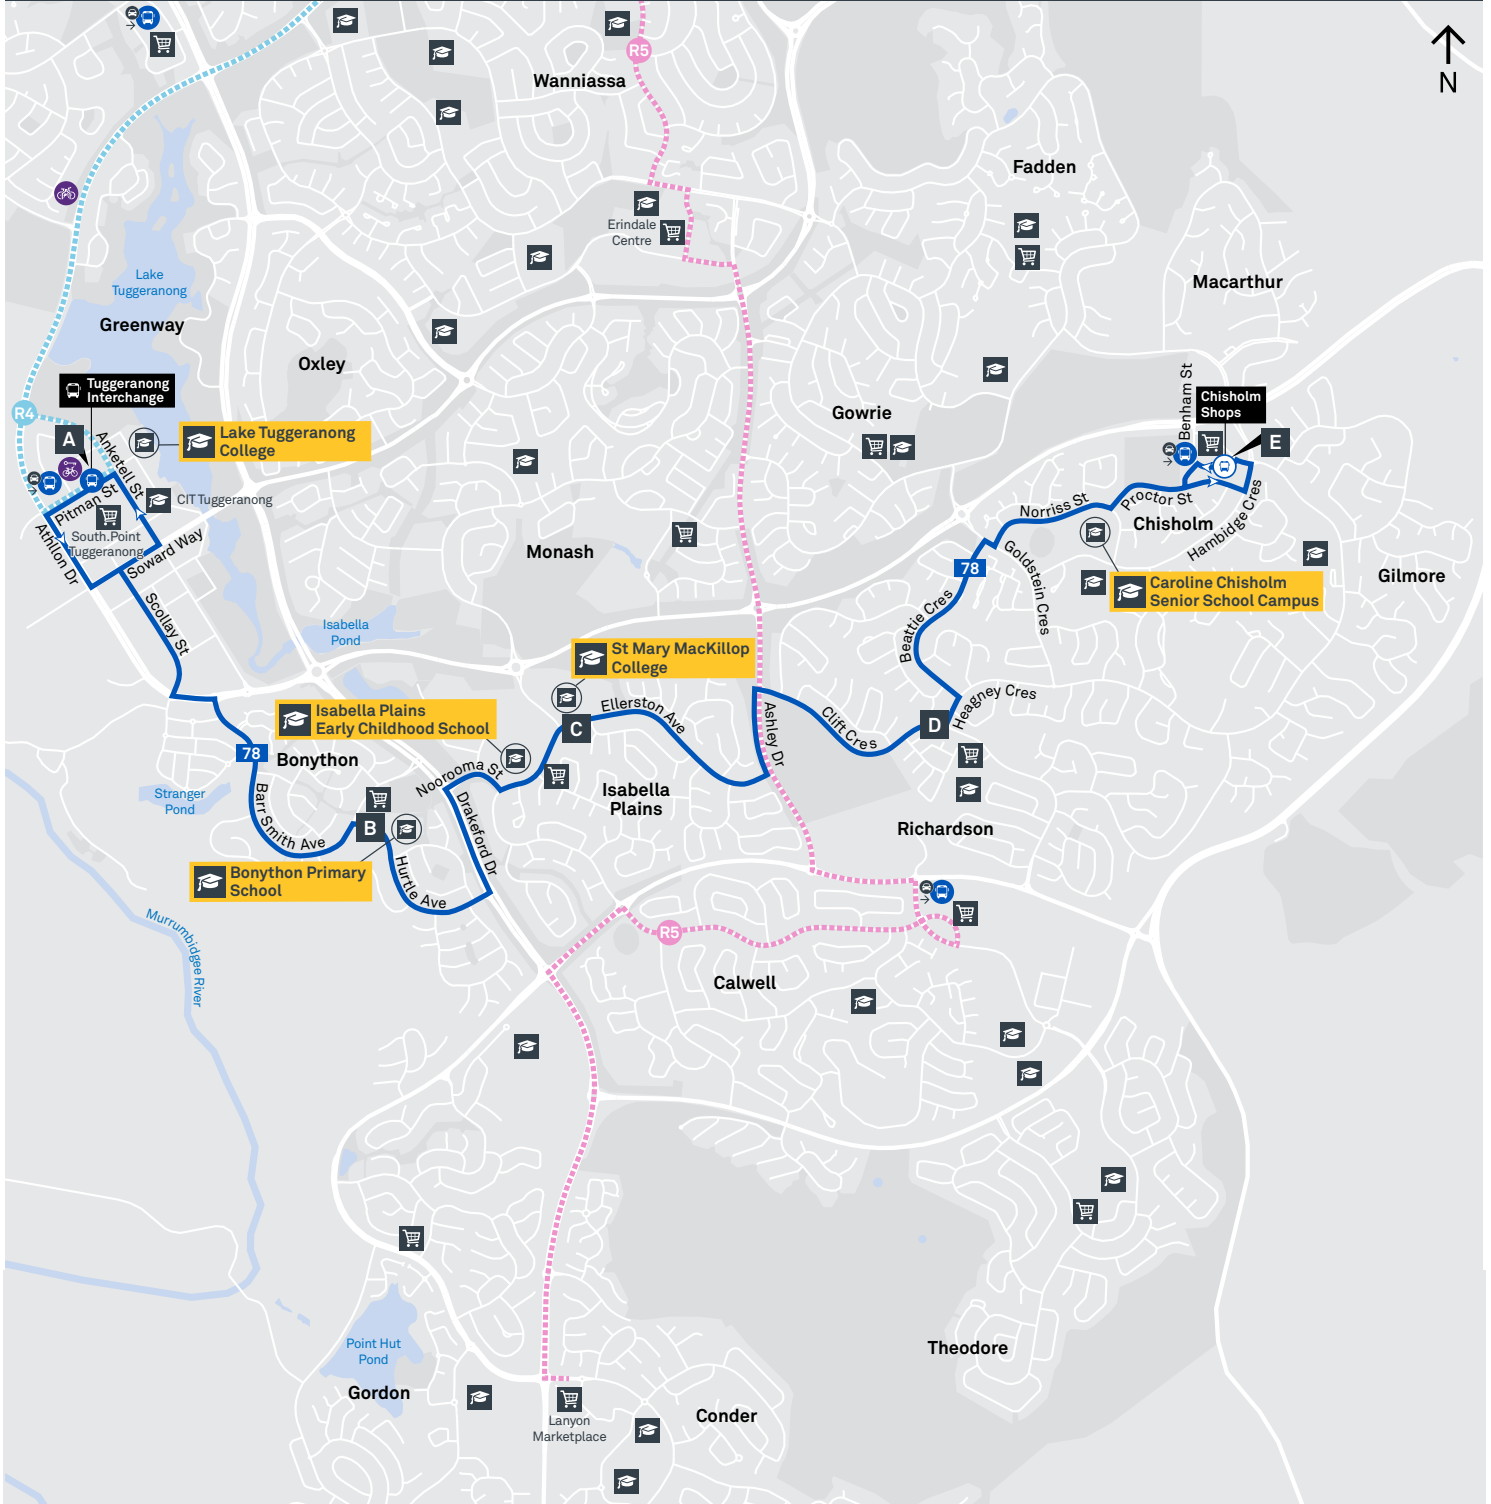 N
R5
Wanniassa
Fadden
Erindale
Centre
Macarthur
Lake
Tuggeranong
Greenway
Oxley
Tuggeranong
Interchange
R4
A
Anketell St
Lake Tuggeranong
College
Gowrie
Benham St
Chisholm
Shops
E
Pitman St
CIT Tuggeranong
South.Point
Tuggeranong
Athllon Dr
Soward Way
Norriss St
Proctor St
Chisholm
Hambidge Cres
Monash
Goldstein Cres
78
Gilmore
Caroline Chisholm
Senior School Campus
Scollay St
Isabella
Pond
Beattie Cres
St Mary MacKillop
College
Heagney Cres
Isabella Plains
Early Childhood School
Ellerston Ave
C
Ashley Dr
Clift Cres
D
78
Bonython
Noorooma St
Stranger
Pond
Barr Smith Ave
Drakeford Dr
Isabella
Plains
B
Richardson
Bonython Primary
School
Hurtle Ave
Murrumbidgee River
R5
Calwell
Point Hut
Pond
Theodore
Gordon
Lanyon
Marketplace
Conder